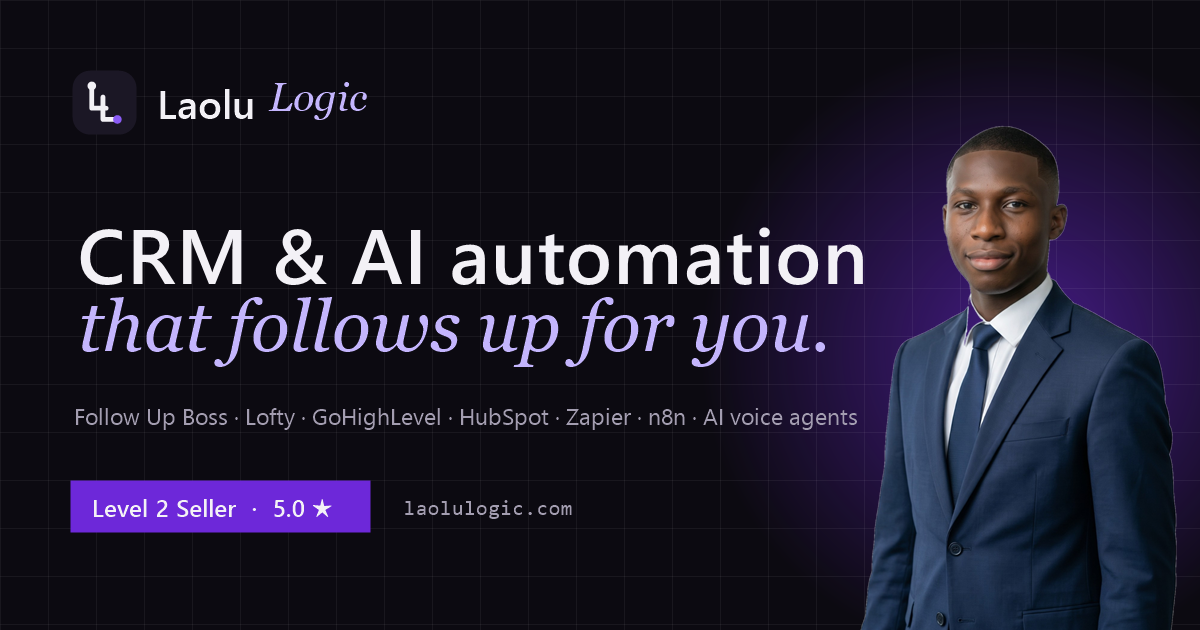 Laolu Logic
CRM & AI automation
that follows up for you.
Follow Up Boss · Lofty · GoHighLevel · HubSpot · Zapier · n8n · AI voice agents
Level 2 Seller · 5.0 ★
laolulogic.com